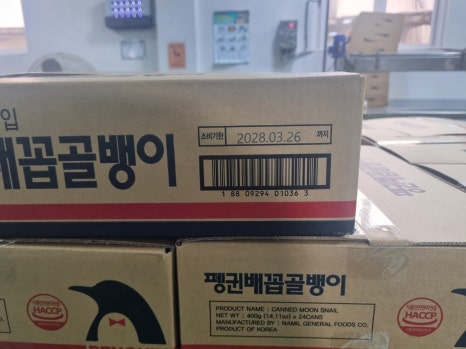 입
배꼽골뱅이
소비기한 2028.03.26 까지
1 88 09294 01036 3
펭귄배꼽골뱅이
PRODUCT NAME : CANNED MOON SNAIL
NET WT : 400g (14,11oz) x 24CANS
MANUFACTURED BY : NAMIL GENERAL FOODS CO.
PRODUCT OF KOREA
HACCP
HACCP